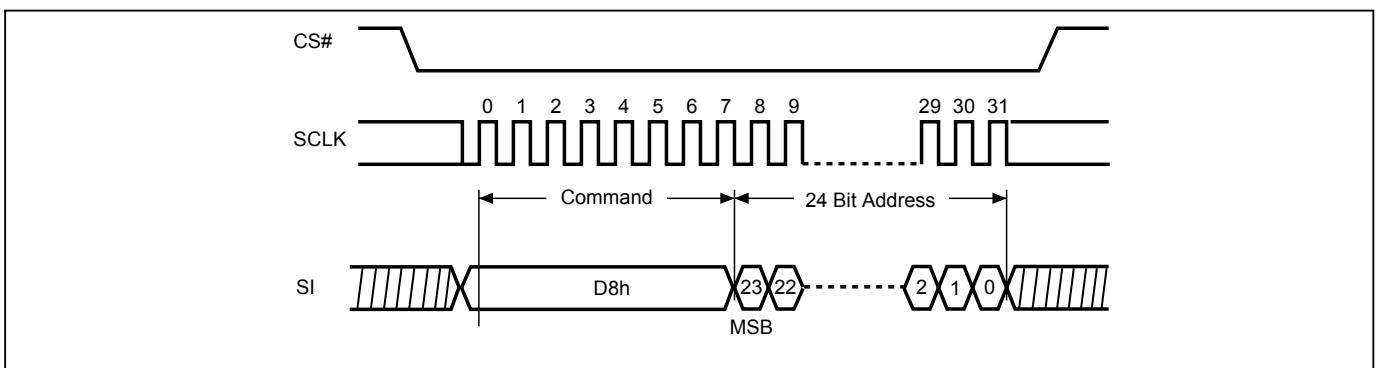 CS#
0 1 2 3 4 5 6 7 8 9 29 30 31
SCLK
Command 24 Bit Address
SI D8h 23 22 2 1 0
MSB